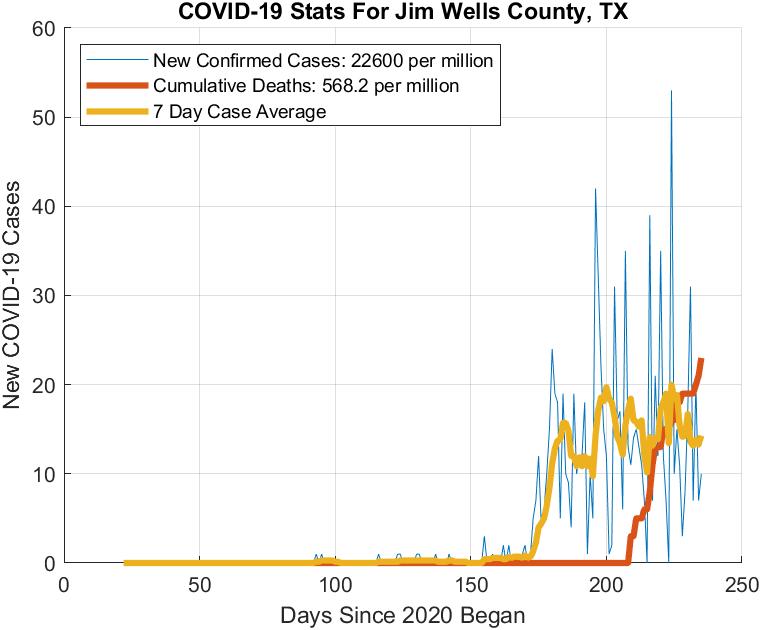 COVID-19 Stats For Jim Wells County, TX
New Confirmed Cases: 22600 per million
Cumulative Deaths: 568.2 per million
7 Day Case Average
New COVID-19 Cases
60
50
40
30
20
10
0
0 50 100 150 200 250
Days Since 2020 Began